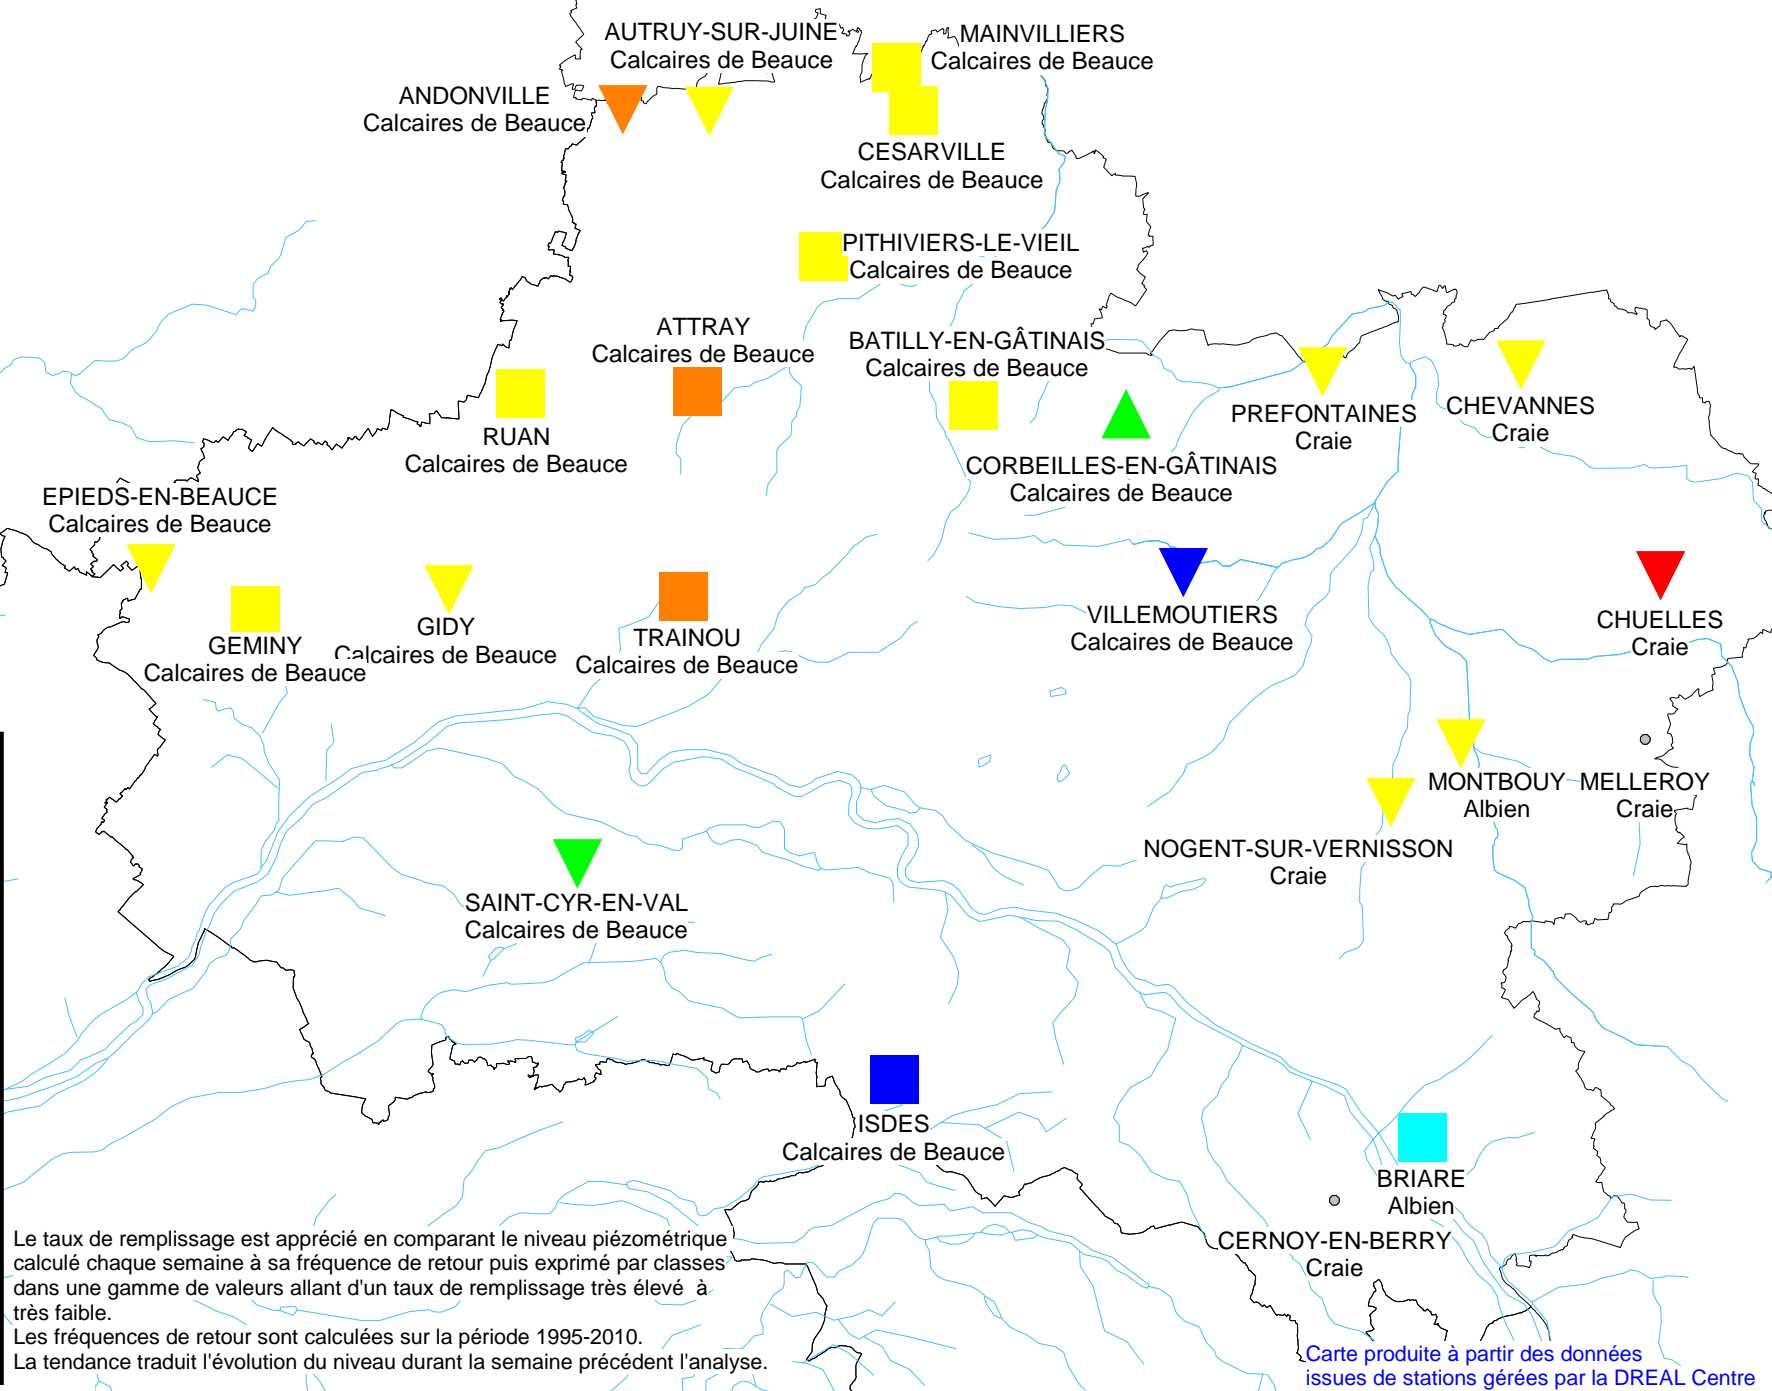 AUTRUY-SUR-JUINE
Calcaires de Beauce
MAINVILLIERS
Calcaires de Beauce
ANDONVILLE
Calcaires de Beauce
CESARVILLE
Calcaires de Beauce
PITHIVIERS-LE-VIEIL
Calcaires de Beauce
ATTRAY
Calcaires de Beauce
BATILLY-EN-GÂTINAIS
Calcaires de Beauce
RUAN
Calcaires de Beauce
PREFONTAINES
Craie
CHEVANNES
Craie
CORBEILLES-EN-GÂTINAIS
Calcaires de Beauce
EPIEDS-EN-BEAUCE
Calcaires de Beauce
GEMINY
Calcaires de Beauce
GIDY
Calcaires de Beauce
TRAINOU
Calcaires de Beauce
VILLEMOUTIERS
Calcaires de Beauce
CHUELLES
Craie
MONTBOUY
Albien
MELLEROY
Craie
NOGENT-SUR-VERNISSON
Craie
SAINT-CYR-EN-VAL
Calcaires de Beauce
ISDES
Calcaires de Beauce
BRIARE
Albien
CERNOY-EN-BERRY
Craie
Le taux de remplissage est apprécié en comparant le niveau piézométrique
calculé chaque semaine à sa fréquence de retour puis exprimé par classes
dans une gamme de valeurs allant d'un taux de remplissage très élevé à
très faible.
Les fréquences de retour sont calculées sur la période 1995-2010.
La tendance traduit l'évolution du niveau durant la semaine précédent l'analyse.
Carte produite à partir des données
issues de stations gérées par la DREAL Centre